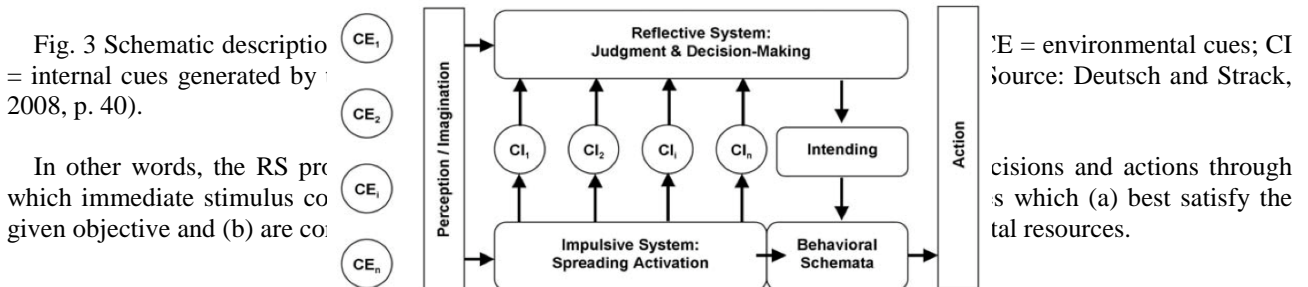 Fig. 3 Schematic descriptio
= internal cues generated by
2008, p. 40).
In other words, the RS pro
which immediate stimulus co
given objective and (b) are co
CE1
CE2
CEi
CEn
Perception / Imagination
Reflective System:
Judgment & Decision-Making
CI1
CI2
CIi
CIn
Intending
Impulsive System:
Spreading Activation
Behavioral
Schemata
Action
CE = environmental cues; CI
Source: Deutsch and Strack,
cisions and actions through
s which (a) best satisfy the
tal resources.